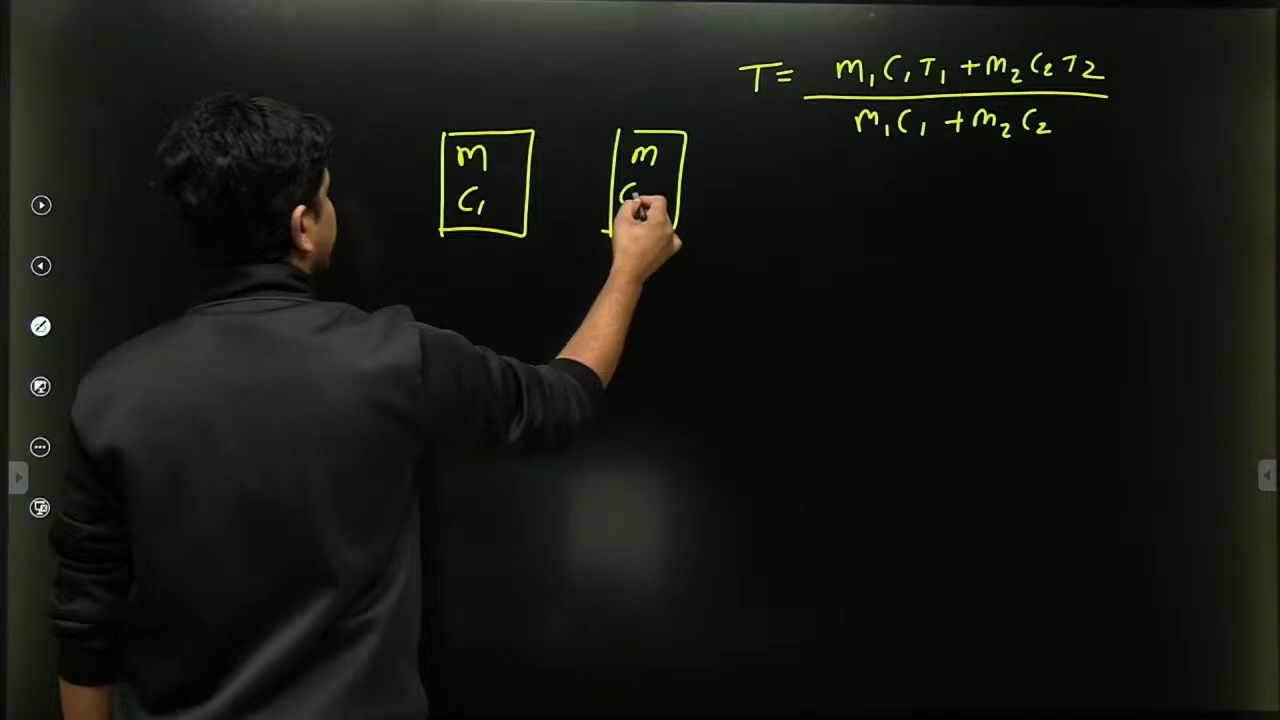 T = m₁C₁T₁ + m₂C₂T₂
m₁C₁ + m₂C₂
m m
C₁ C